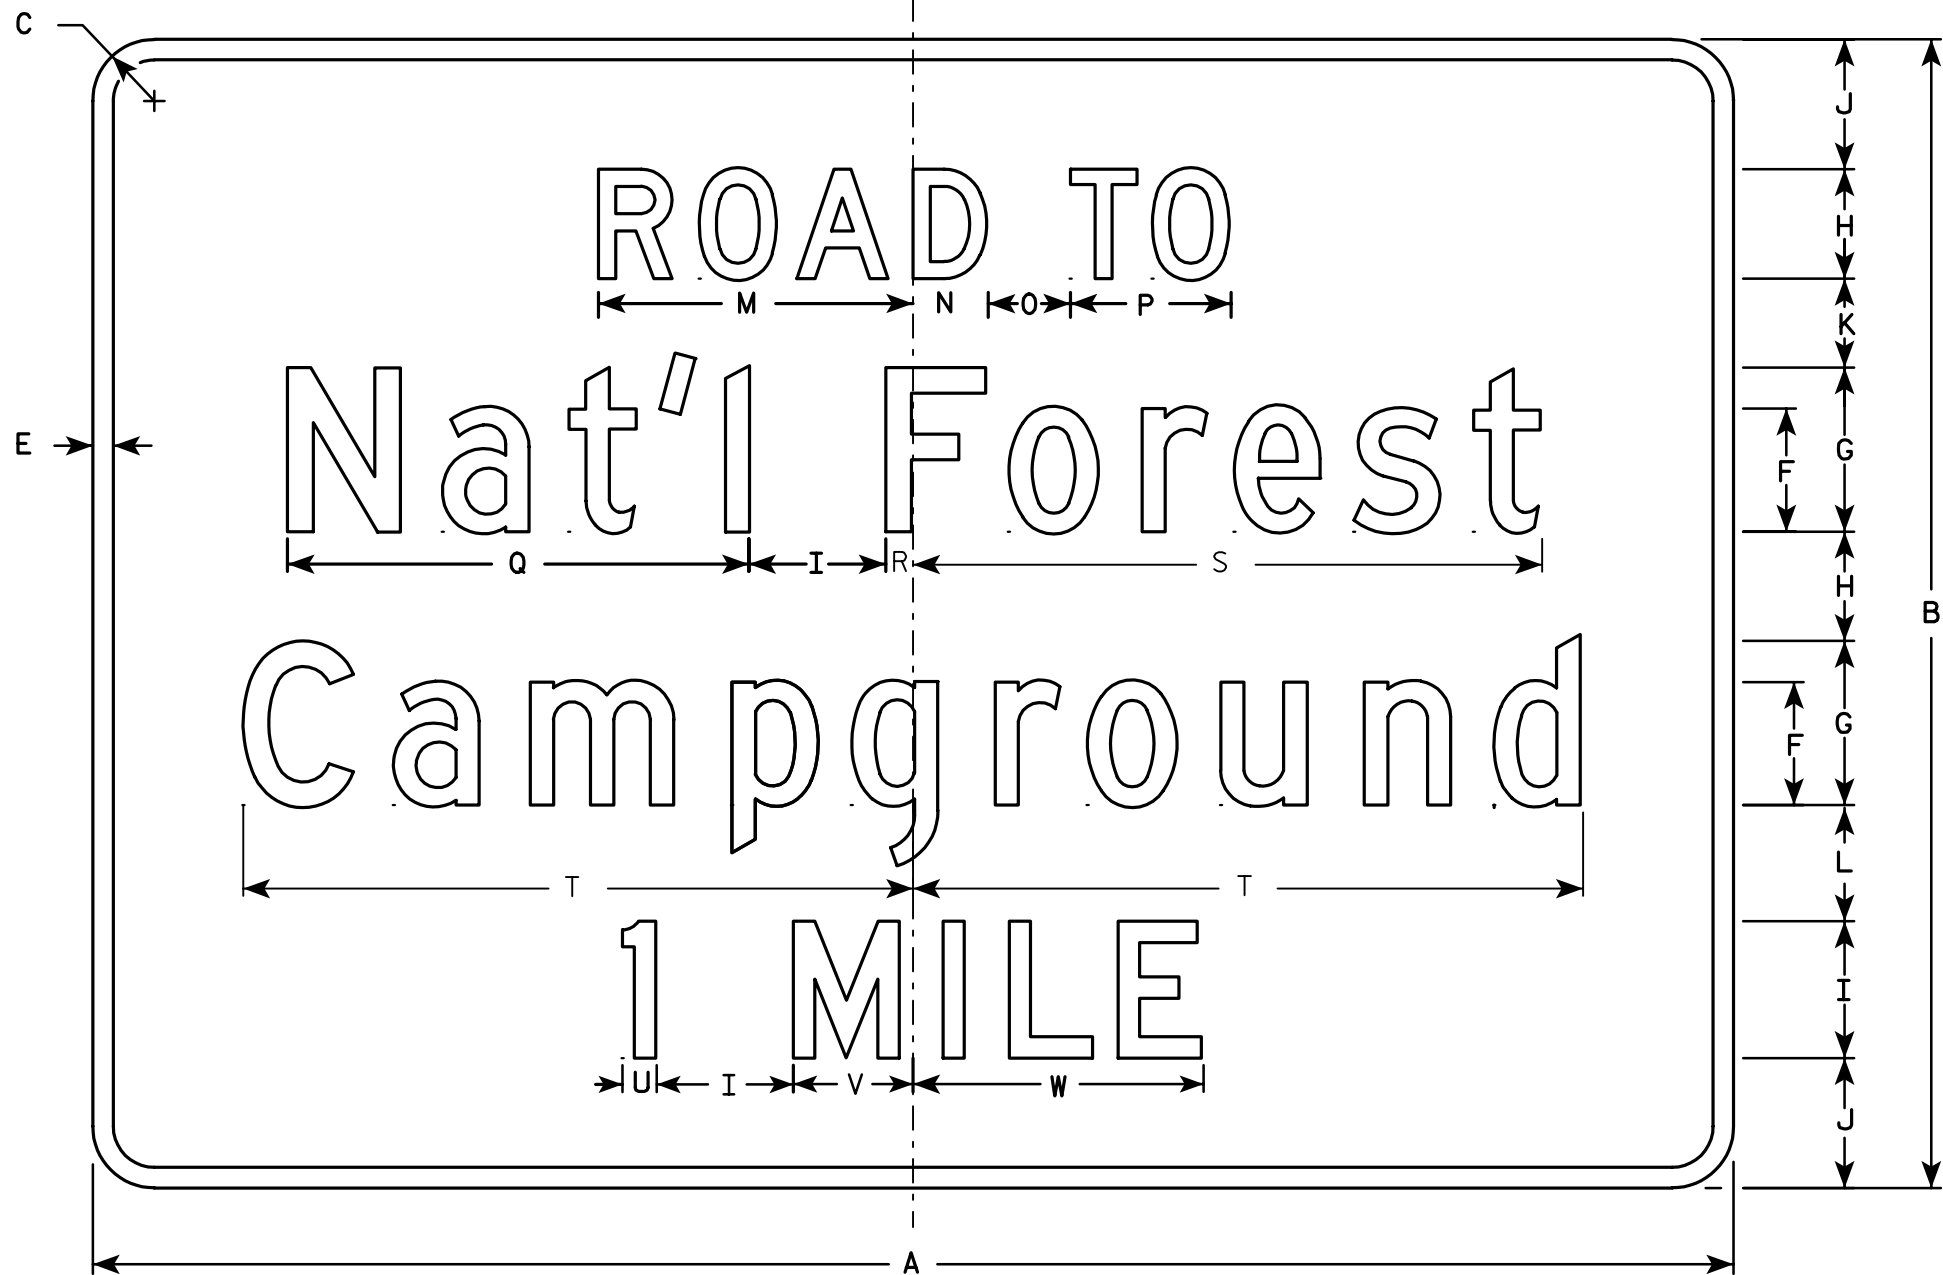 C
ROAD TO
J
H
M N O P
K
Nat'l Forest
E
F
G
Q I R S
H
B
Campground
F
G
T T
L
1 MILE
I
U I V W
J
A